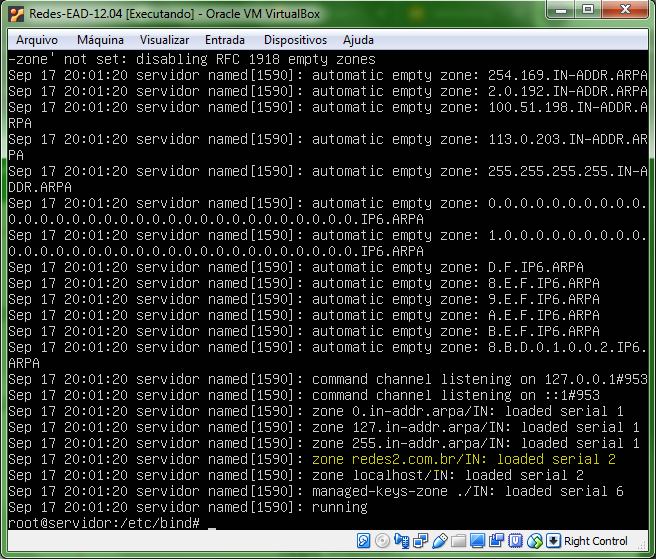 Redes-EAD-12.04 [Executando] - Oracle VM VirtualBox
Arquivo Máquina Visualizar Entrada Dispositivos Ajuda
-zone' not set: disabling RFC 1918 empty zones
Sep 17 20:01:20 servidor named[1590]: automatic empty zone: 254.169.IN-ADDR.ARPA
Sep 17 20:01:20 servidor named[1590]: automatic empty zone: 2.0.192.IN-ADDR.ARPA
Sep 17 20:01:20 servidor named[1590]: automatic empty zone: 100.51.198.IN-ADDR.A
RPA
Sep 17 20:01:20 servidor named[1590]: automatic empty zone: 113.0.203.IN-ADDR.AR
PA
Sep 17 20:01:20 servidor named[1590]: automatic empty zone: 255.255.255.255.IN-A
DDR.ARPA
Sep 17 20:01:20 servidor named[1590]: automatic empty zone: 0.0.0.0.0.0.0.0.0.0.
0.0.0.0.0.0.0.0.0.0.0.0.0.0.0.0.0.0.0.0.0.0.IP6.ARPA
Sep 17 20:01:20 servidor named[1590]: automatic empty zone: 1.0.0.0.0.0.0.0.0.0.
0.0.0.0.0.0.0.0.0.0.0.0.0.0.0.0.0.0.0.0.0.0.IP6.ARPA
Sep 17 20:01:20 servidor named[1590]: automatic empty zone: D.F.IP6.ARPA
Sep 17 20:01:20 servidor named[1590]: automatic empty zone: 8.E.F.IP6.ARPA
Sep 17 20:01:20 servidor named[1590]: automatic empty zone: 9.E.F.IP6.ARPA
Sep 17 20:01:20 servidor named[1590]: automatic empty zone: A.E.F.IP6.ARPA
Sep 17 20:01:20 servidor named[1590]: automatic empty zone: B.E.F.IP6.ARPA
Sep 17 20:01:20 servidor named[1590]: automatic empty zone: 8.B.D.0.1.0.0.2.IP6.
ARPA
Sep 17 20:01:20 servidor named[1590]: command channel listening on 127.0.0.1#953
Sep 17 20:01:20 servidor named[1590]: command channel listening on ::1#953
Sep 17 20:01:20 servidor named[1590]: zone 0.in-addr.arpa/IN: loaded serial 1
Sep 17 20:01:20 servidor named[1590]: zone 127.in-addr.arpa/IN: loaded serial 1
Sep 17 20:01:20 servidor named[1590]: zone 255.in-addr.arpa/IN: loaded serial 1
Sep 17 20:01:20 servidor named[1590]: zone redes2.com.br/IN: loaded serial 2
Sep 17 20:01:20 servidor named[1590]: zone localhost/IN: loaded serial 2
Sep 17 20:01:20 servidor named[1590]: managed-keys-zone ./IN: loaded serial 6
Sep 17 20:01:20 servidor named[1590]: running
root@servidor:/etc/bind# _
Right Control